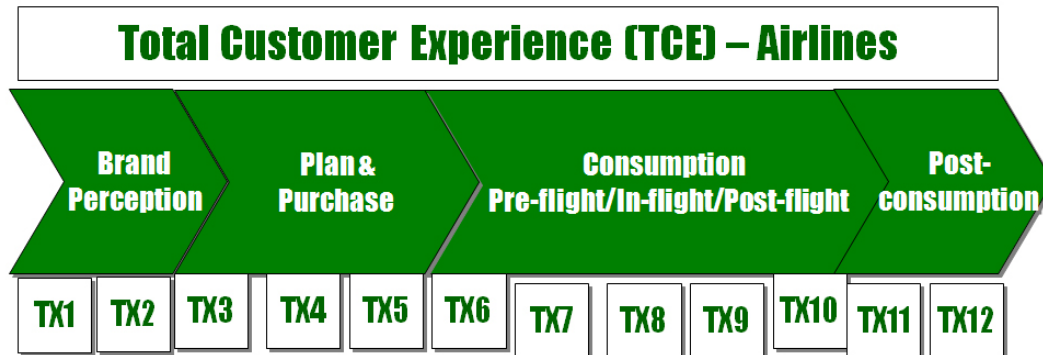 Total Customer Experience (TCE) – Airlines
Brand
Perception
Plan &
Purchase
Consumption
Pre-flight/In-flight/Post-flight
Post-
consumption
TX1
TX2
TX3
TX4
TX5
TX6
TX7
TX8
TX9
TX10
TX11
TX12